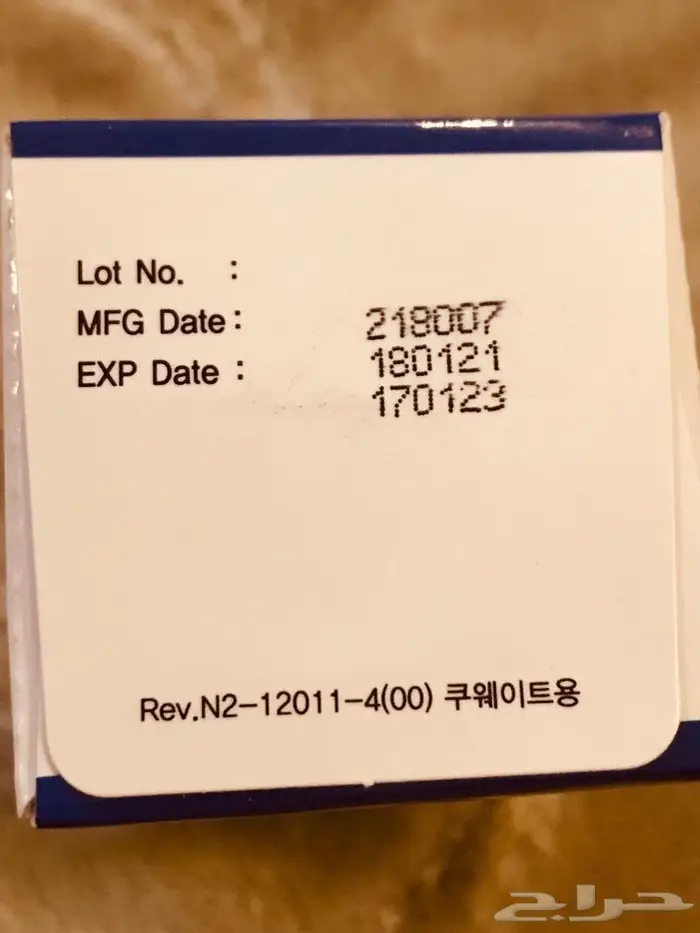 Lot No. :
MFG Date: 218007
EXP Date : 180121
170123
Rev.N2-12011-4(00) 쿠웨이트용
حراج